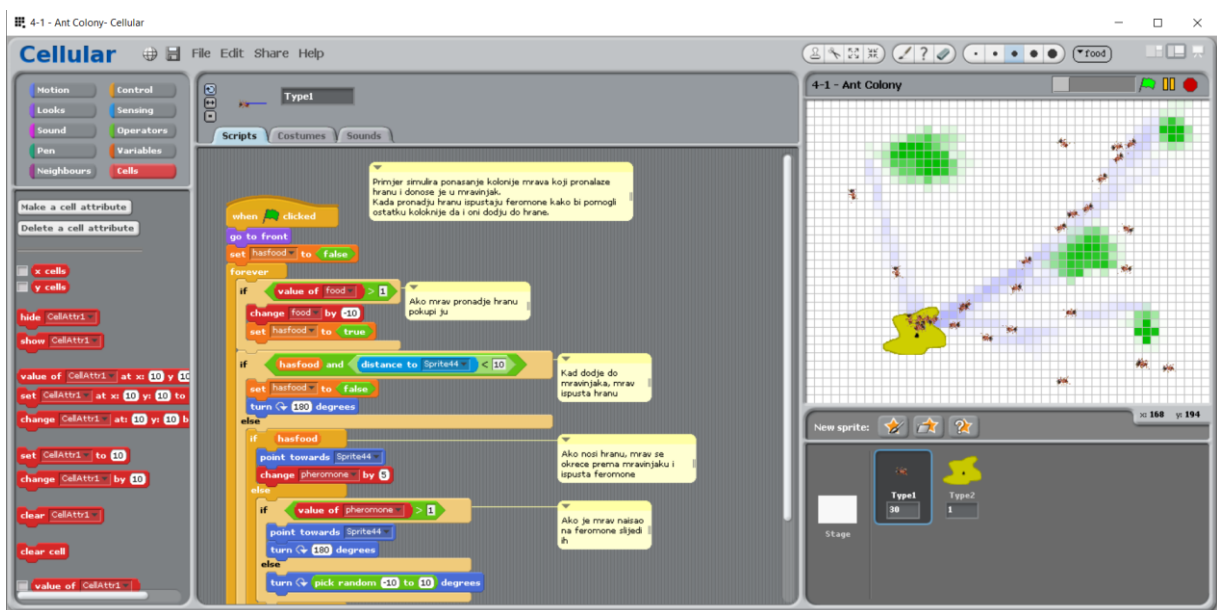 4-1 - Ant Colony- Cellular
Cellular
File Edit Share Help
food
Motion
Control
Looks
Sensing
Sound
Operators
Pen
Variables
Neighbours
Cells
Make a cell attribute
Delete a cell attribute
x cells
y cells
hide CellAttr1
show CellAttr1
value of CellAttr1 at x: 10 y 10
set CellAttr1 at x: 10 y: 10 to
change CellAttr1 at: 10 y: 10 b
set CellAttr1 to 10
change CellAttr1 by 10
clear CellAttr1
clear cell
value of CellAttr1
Type1
Scripts
Costumes
Sounds
Primjer simulira ponasanje kolonije mrava koji pronalaze
hranu i donose je u mravinjak.
Kada pronadju hranu ispustaju feromone kako bi pomogli
ostatku koloknije da i oni dodju do hrane.
when clicked
go to front
set hasfood to false
forever
if value of food > 1
change food by -10
set hasfood to true
Ako mrav pronadje hranu
pokupi ju
if hasfood and distance to Sprite44 < 10
set hasfood to false
turn 180 degrees
else
Kad dodje do
mravinjaka, mrav
ispusta hranu
if hasfood
point towards Sprite44
change pheromone by 5
else
Ako nosi hranu, mrav se
okrece prema mravinjaku i
ispusta feromone
if value of pheromone > 1
point towards Sprite44
turn 180 degrees
else
turn pick random -10 to 10 degrees
Ako je mrav naisao
na feromone slijedi
ih
4-1 - Ant Colony
x: 168 y: 194
New sprite:
Stage
Type1
30
Type2
1